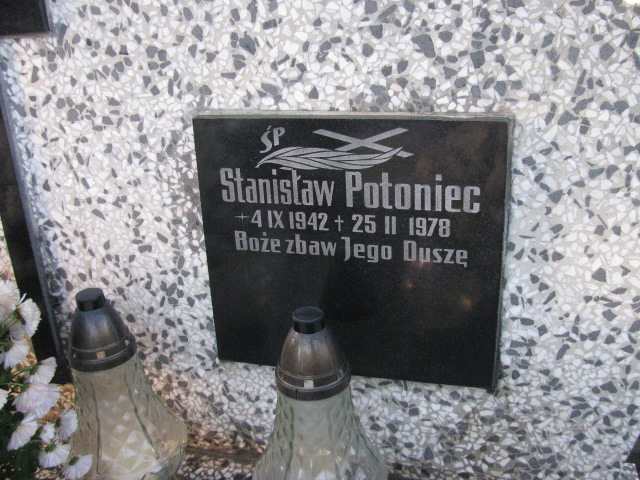 ŚP
Stanisław Potoniec
+ 4 IX 1942 + 25 II 1978
Boże zbaw Jego Duszę